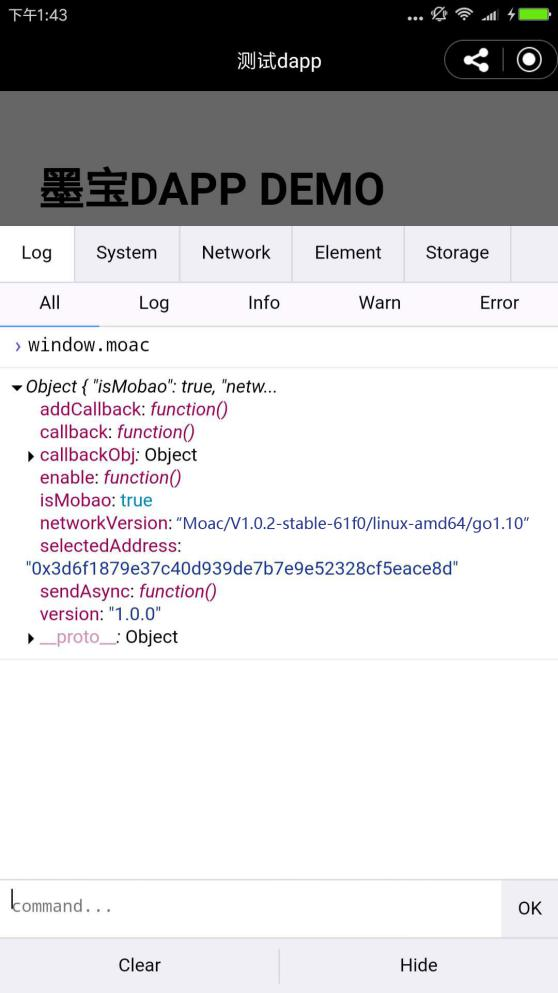 下午1:43
测试dapp
墨宝DAPP DEMO
Log System Network Element Storage
All Log Info Warn Error
› window.moac
Object { "isMobao": true, "netw...
addCallback: function()
callback: function()
callbackObj: Object
enable: function()
isMobao: true
networkVersion: "Moac/V1.0.2-stable-61f0/linux-amd64/go1.10"
selectedAddress:
"0x3d6f1879e37c40d939de7b7e9e52328cf5eace8d"
sendAsync: function()
version: "1.0.0"
__proto__: Object
command... OK
Clear Hide